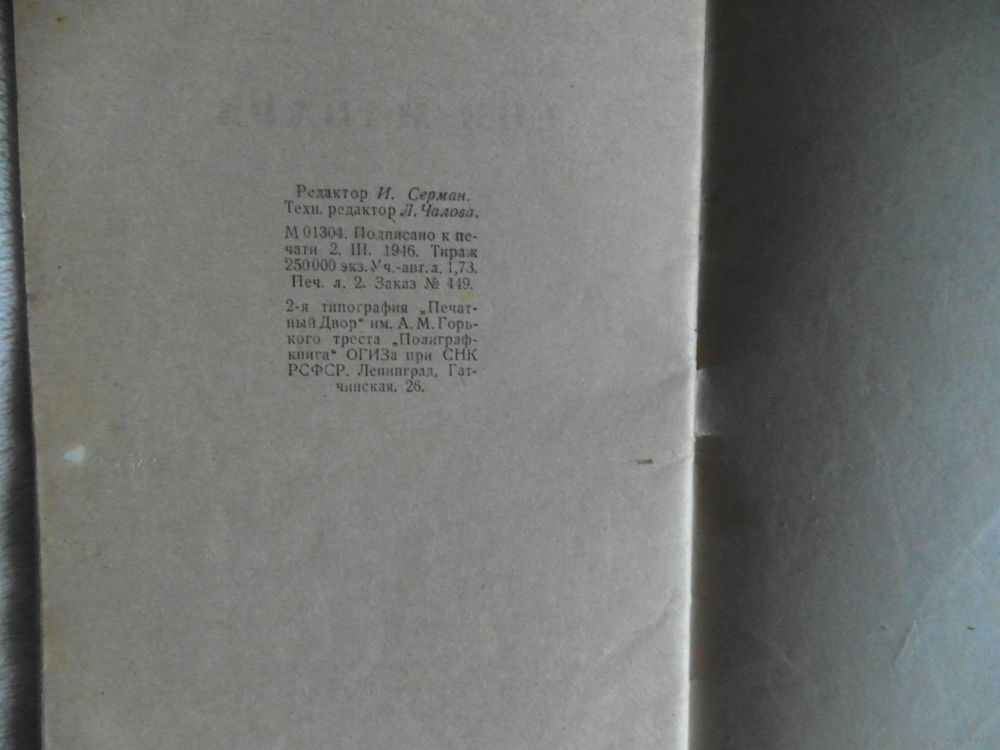 Редактор И. Серман.
Техн. редактор Л. Чалова.
М 01304. Подписано к пе-
чати 2. III. 1946. Тираж
250000 экз. Уч.-авт. л. 1,73.
Печ. л. 2. Заказ № 449.
2-я типография „Печат-
ный Двор“ им. А. М. Горь-
кого треста „Полиграф-
книга“ ОГИЗа при СНК
РСФСР. Ленинград, Гат-
чинская, 26.